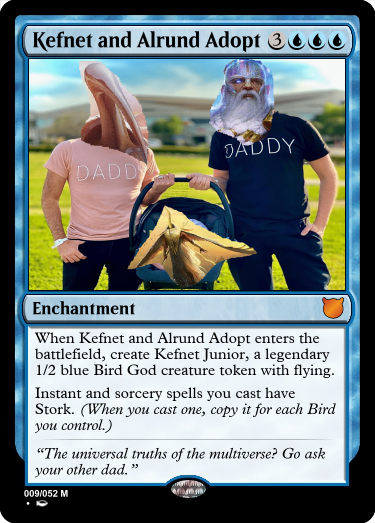 Kefnet and Alrund Adopt 3
DADDY
DADDY
Enchantment
When Kefnet and Alrund Adopt enters the
battlefield, create Kefnet Junior, a legendary
1/2 blue Bird God creature token with flying.
Instant and sorcery spells you cast have
Stork. (When you cast one, copy it for each Bird
you control.)
“The universal truths of the multiverse? Go ask
your other dad.”
009/052 M